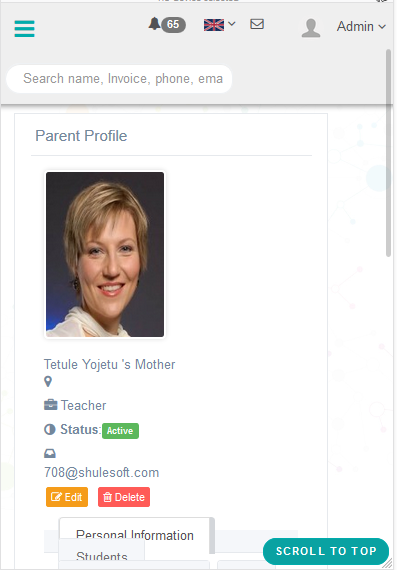 65
Admin
Search name, Invoice, phone, ema
Parent Profile
Tetule Yojetu 's Mother
Teacher
Status: Active
708@shulesoft.com
Edit Delete
Personal Information
Students
SCROLL TO TOP